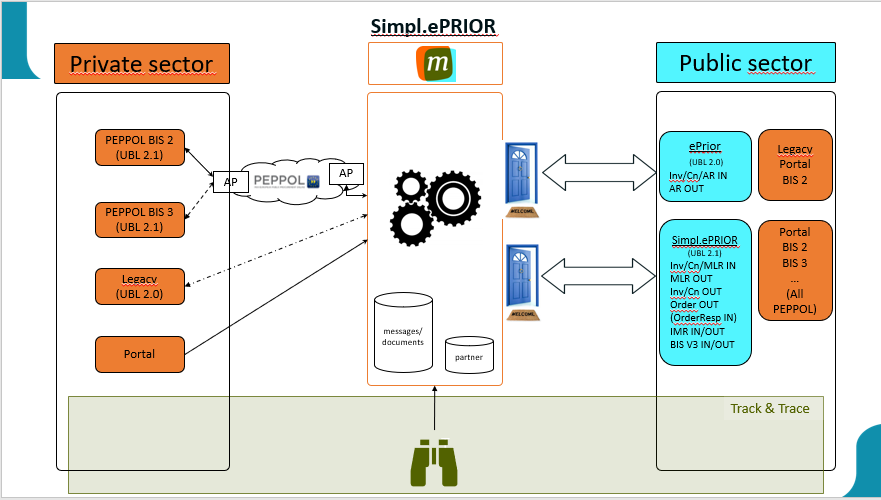 Simpl.ePRIOR
Private sector
m
Public sector
PEPPOL BIS 2
(UBL 2.1)
AP
PEPPOL
AP
PEPPOL BIS 3
(UBL 2.1)
Legacy
(UBL 2.0)
Portal
messages/
documents
partner
WELCOME
WELCOME
ePrior
(UBL 2.0)
Inv/Cn/AR IN
AR OUT
Legacy
Portal
BIS 2
Simpl.ePRIOR
(UBL 2.1)
Inv/Cn/MLR IN
MLR OUT
Inv/Cn OUT
Order OUT
(OrderResp IN)
IMR IN/OUT
BIS V3 IN/OUT
Portal
BIS 2
BIS 3
...
(All
PEPPOL)
Track & Trace